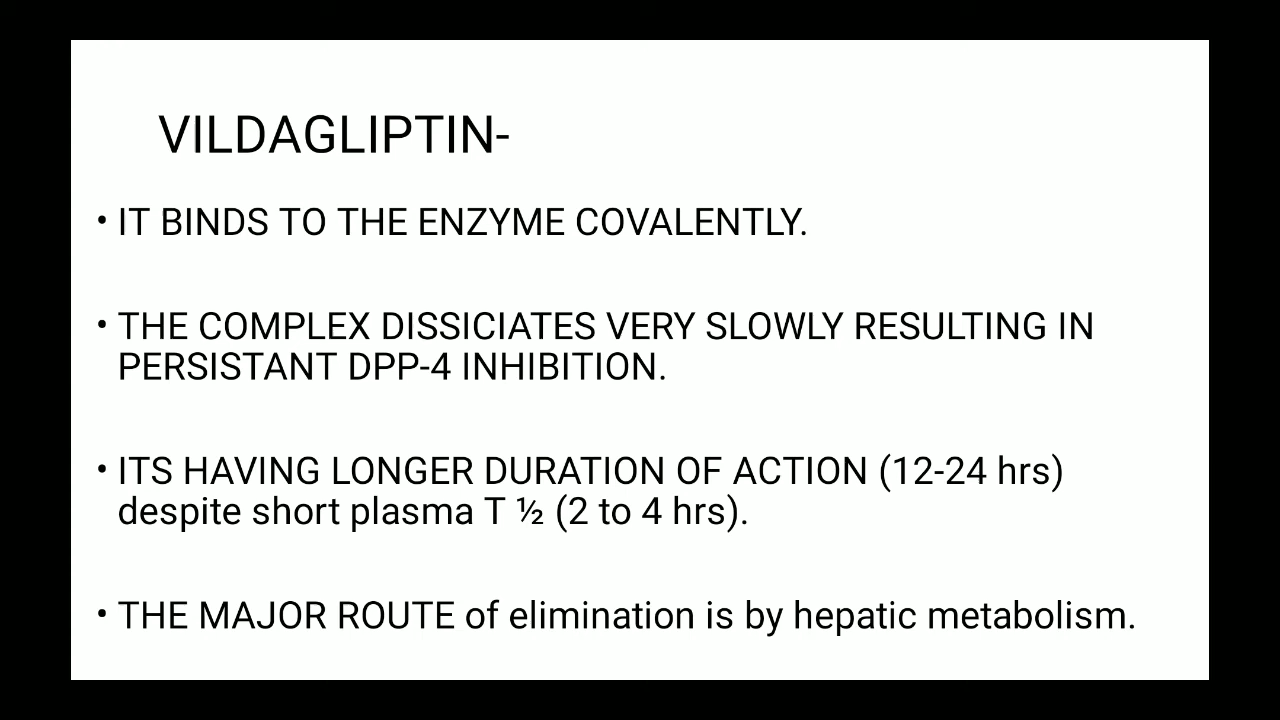 VILDAGLIPTIN-
• IT BINDS TO THE ENZYME COVALENTLY.
• THE COMPLEX DISSICIATES VERY SLOWLY RESULTING IN
PERSISTANT DPP-4 INHIBITION.
• ITS HAVING LONGER DURATION OF ACTION (12-24 hrs)
despite short plasma T ½ (2 to 4 hrs).
• THE MAJOR ROUTE of elimination is by hepatic metabolism.